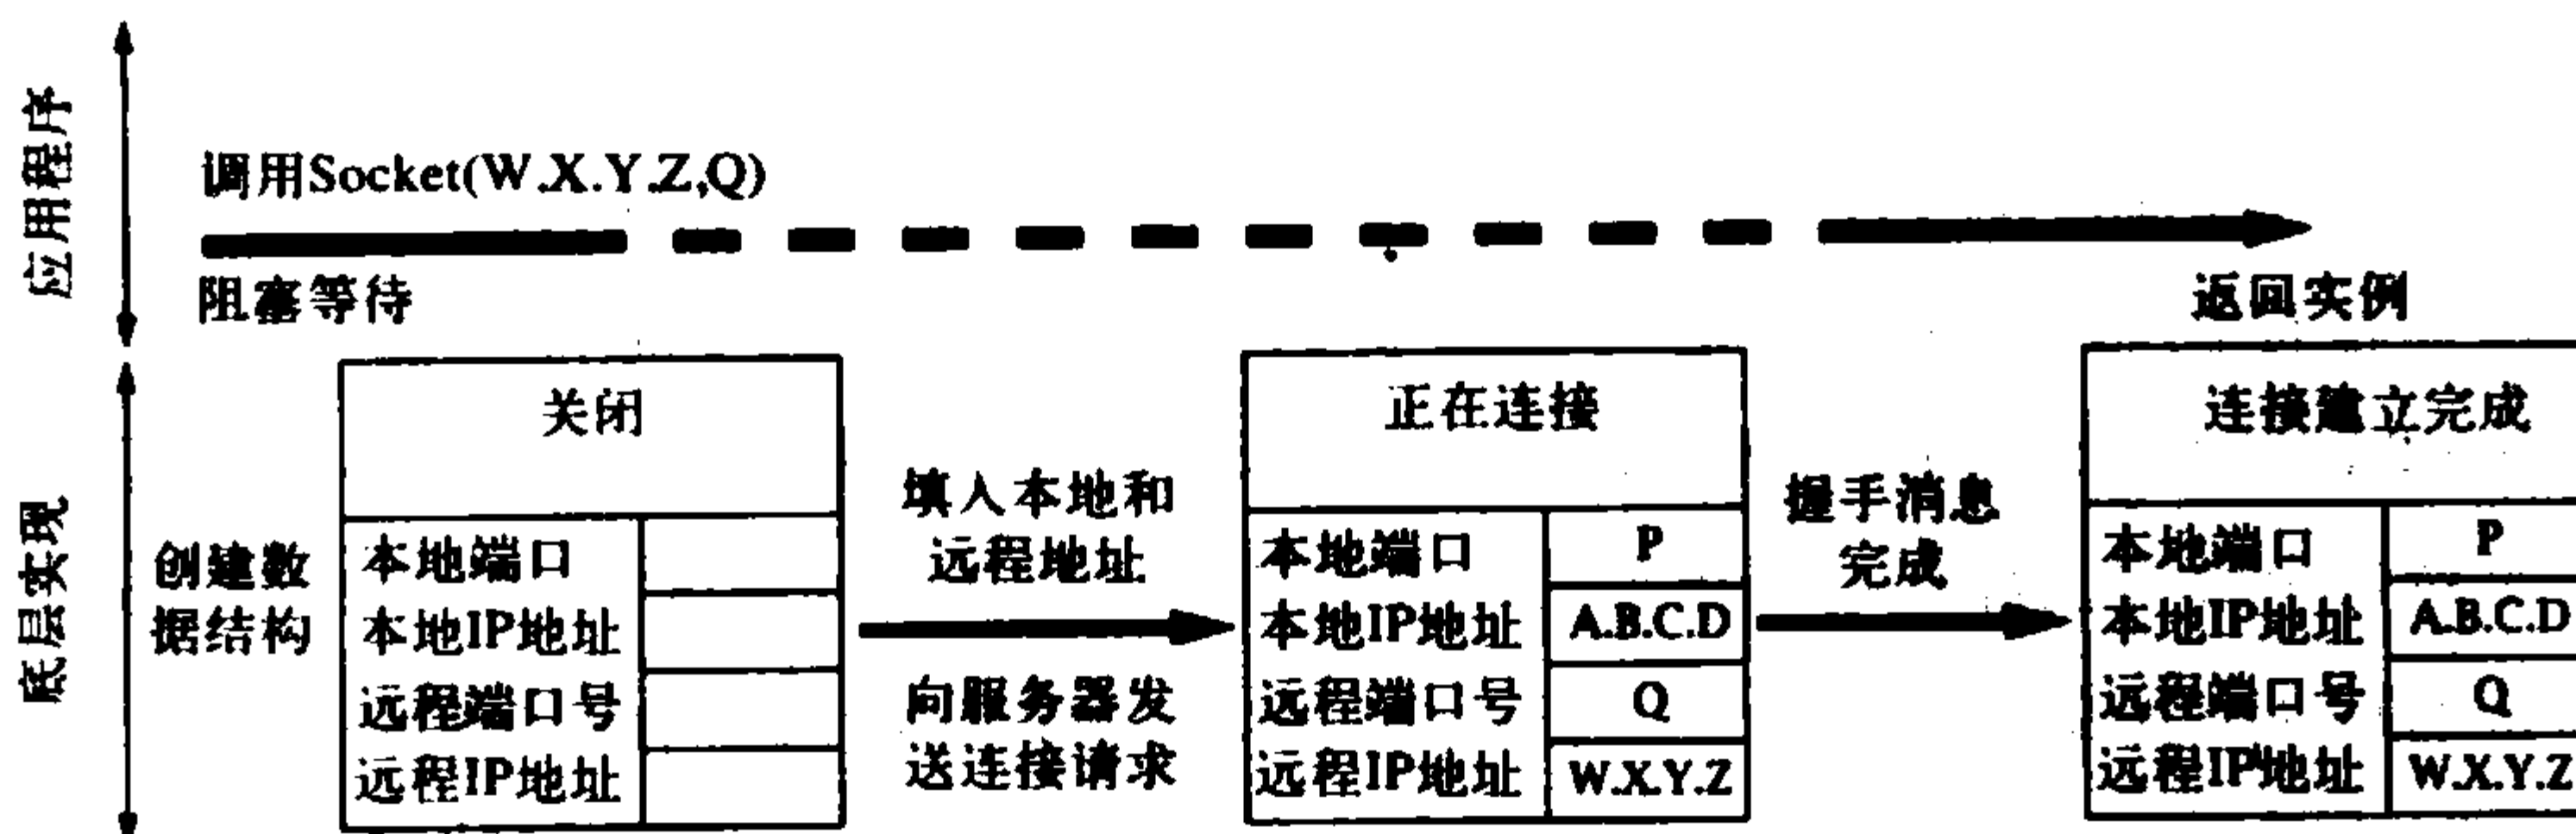 应用程序
调用Socket(W.X.Y.Z,Q)
阻塞等待
返回实例
底层实现
创建数
据结构
关闭
本地端口
本地IP地址
远程端口号
远程IP地址
填入本地和
远程地址
向服务器发
送连接请求
正在连接
本地端口 P
本地IP地址 A.B.C.D
远程端口号 Q
远程IP地址 W.X.Y.Z
握手消息
完成
连接建立完成
本地端口 P
本地IP地址 A.B.C.D
远程端口号 Q
远程IP地址 W.X.Y.Z